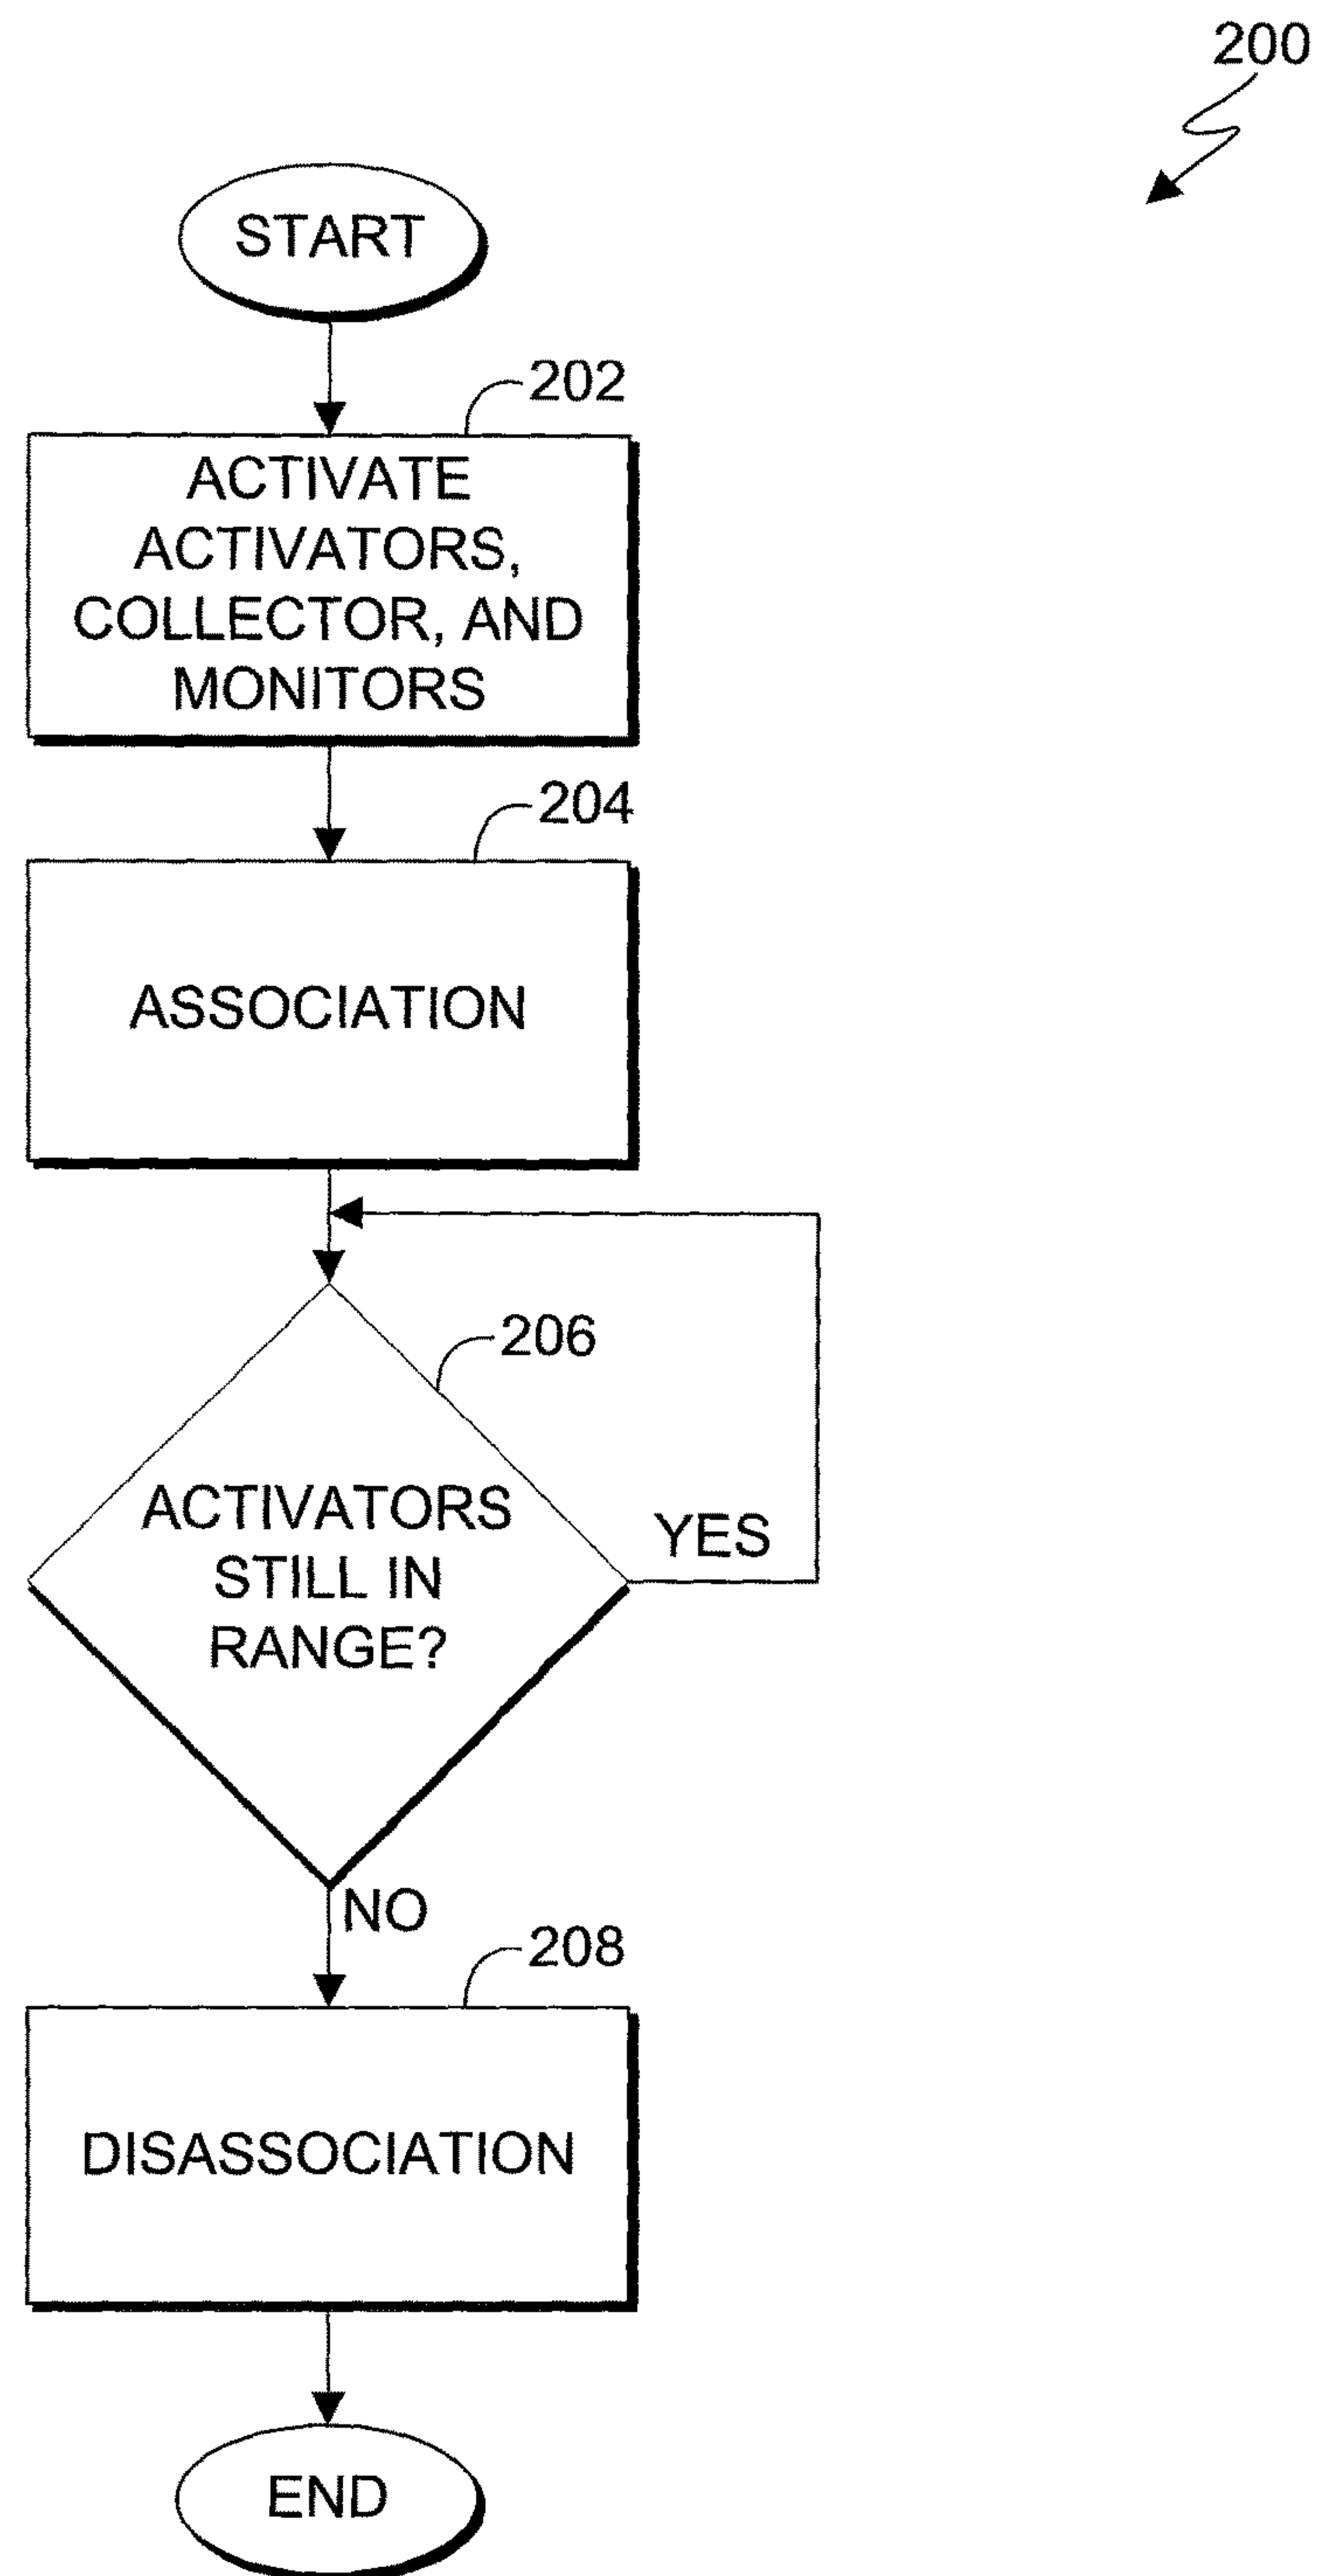 200
START
202
ACTIVATE
ACTIVATORS,
COLLECTOR, AND
MONITORS
204
ASSOCIATION
206
ACTIVATORS
STILL IN
RANGE?
YES
NO
208
DISASSOCIATION
END